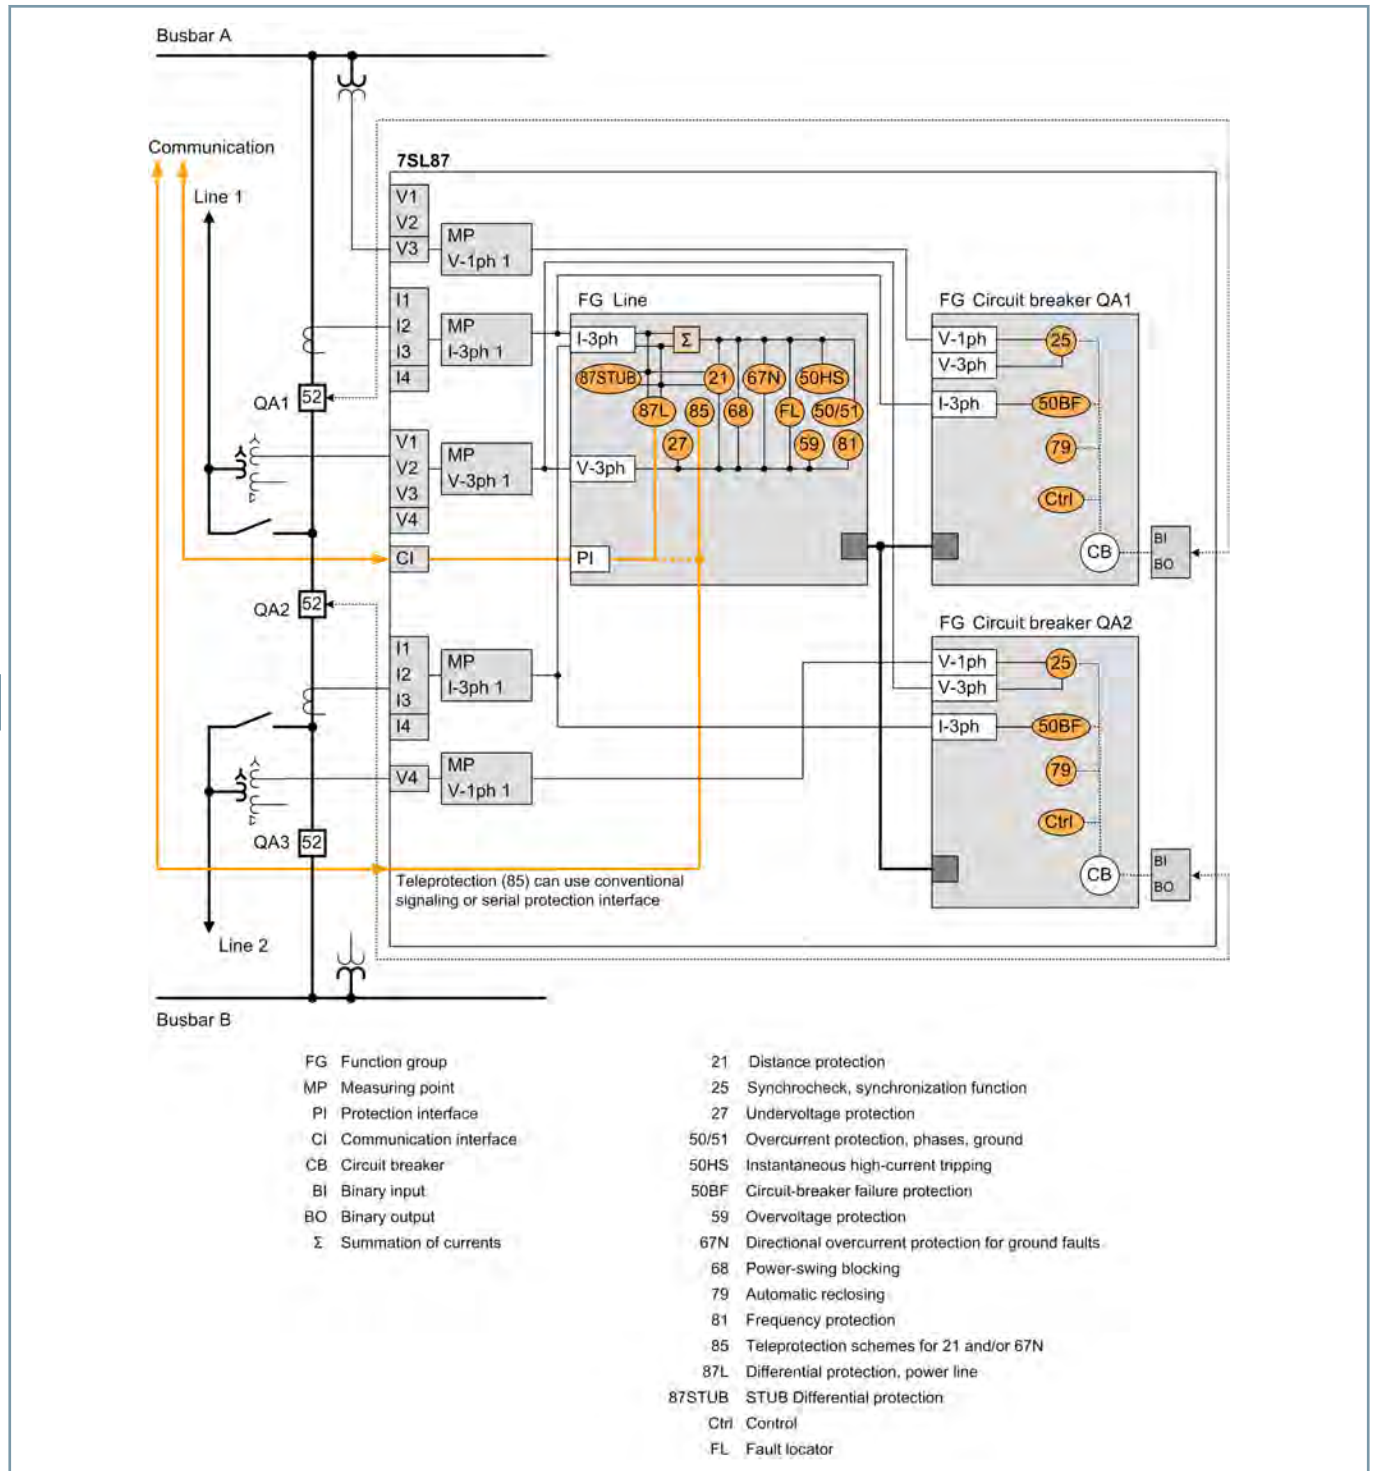 Busbar A
Communication
Line 1
7SL87
V1
V2
V3
MP
V-1ph 1
I1
I2
I3
I4
MP
I-3ph 1
FG Line
I-3ph
Σ
87STUB
21
67N
50HS
87L
85
68
FL
50/51
27
59
81
V-3ph
PI
FG Circuit breaker QA1
V-1ph
V-3ph
25
I-3ph
50BF
79
Ctrl
CB
BI
BO
QA1
52
V1
V2
V3
V4
MP
V-3ph 1
CI
QA2
52
I1
I2
I3
I4
MP
I-3ph 1
FG Circuit breaker QA2
V-1ph
V-3ph
25
I-3ph
50BF
79
Ctrl
CB
BI
BO
V4
MP
V-1ph 1
QA3
52
Teleprotection (85) can use conventional
signaling or serial protection interface
Line 2
Busbar B
FG Function group
MP Measuring point
PI Protection interface
CI Communication interface
CB Circuit breaker
BI Binary input
BO Binary output
Σ Summation of currents
21 Distance protection
25 Synchrocheck, synchronization function
27 Undervoltage protection
50/51 Overcurrent protection, phases, ground
50HS Instantaneous high-current tripping
50BF Circuit-breaker failure protection
59 Overvoltage protection
67N Directional overcurrent protection for ground faults
68 Power-swing blocking
79 Automatic reclosing
81 Frequency protection
85 Teleprotection schemes for 21 and/or 67N
87L Differential protection, power line
87STUB STUB Differential protection
Ctrl Control
FL Fault locator